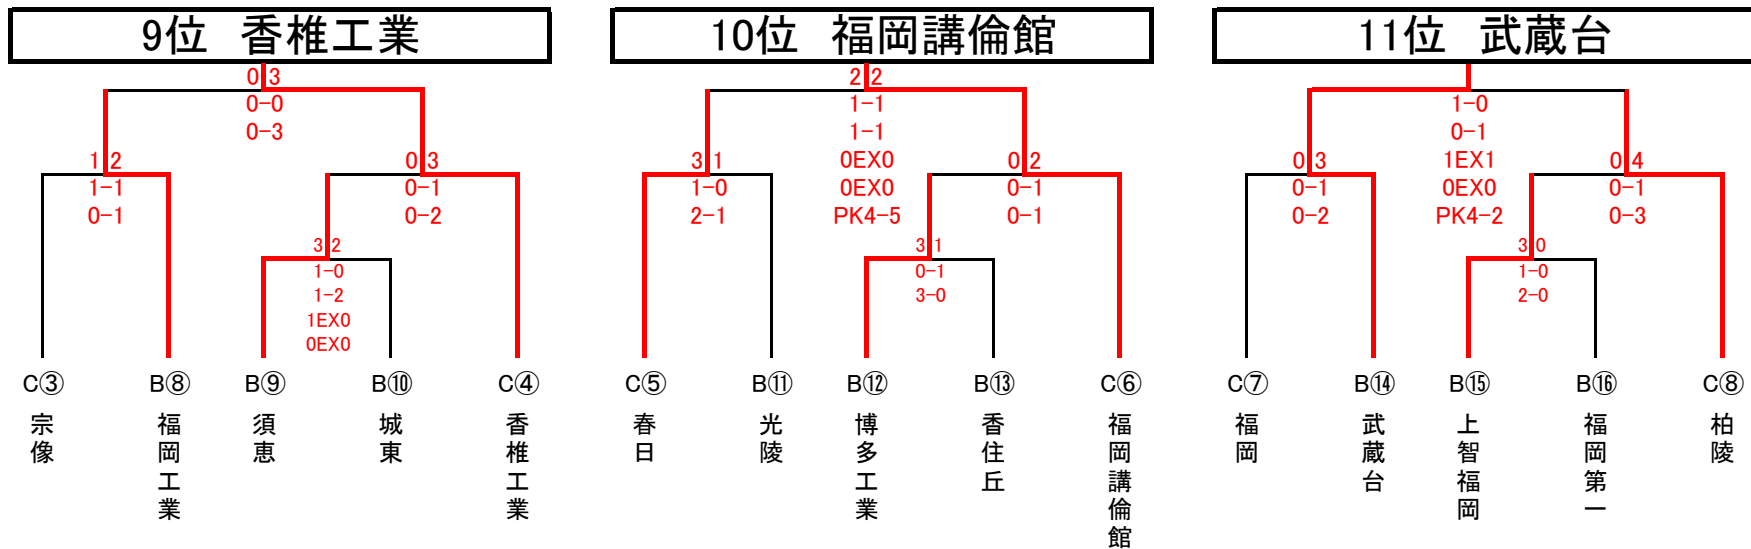 9位 香椎工業
0 3
0-0
0-3
1 2
1-1
0-1
0 3
0-1
0-2
3 2
1-0
1-2
1EX0
0EX0
C③ 宗像
B⑧ 福岡工業
B⑨ 須恵
B⑩ 城東
C④ 香椎工業
10位 福岡講倫館
2 2
1-1
1-1
0EX0
0EX0
PK4-5
3 1
1-0
2-1
0 2
0-1
0-1
3 1
0-1
3-0
C⑤ 春日
B⑪ 光陵
B⑫ 博多工業
B⑬ 香住丘
C⑥ 福岡講倫館
11位 武蔵台
1-0
0-1
1EX1
0EX0
PK4-2
0 3
0-1
0-2
0 4
0-1
0-3
3 0
1-0
2-0
C⑦ 福岡
B⑭ 武蔵台
B⑮ 上智福岡
B⑯ 福岡第一
C⑧ 柏陵